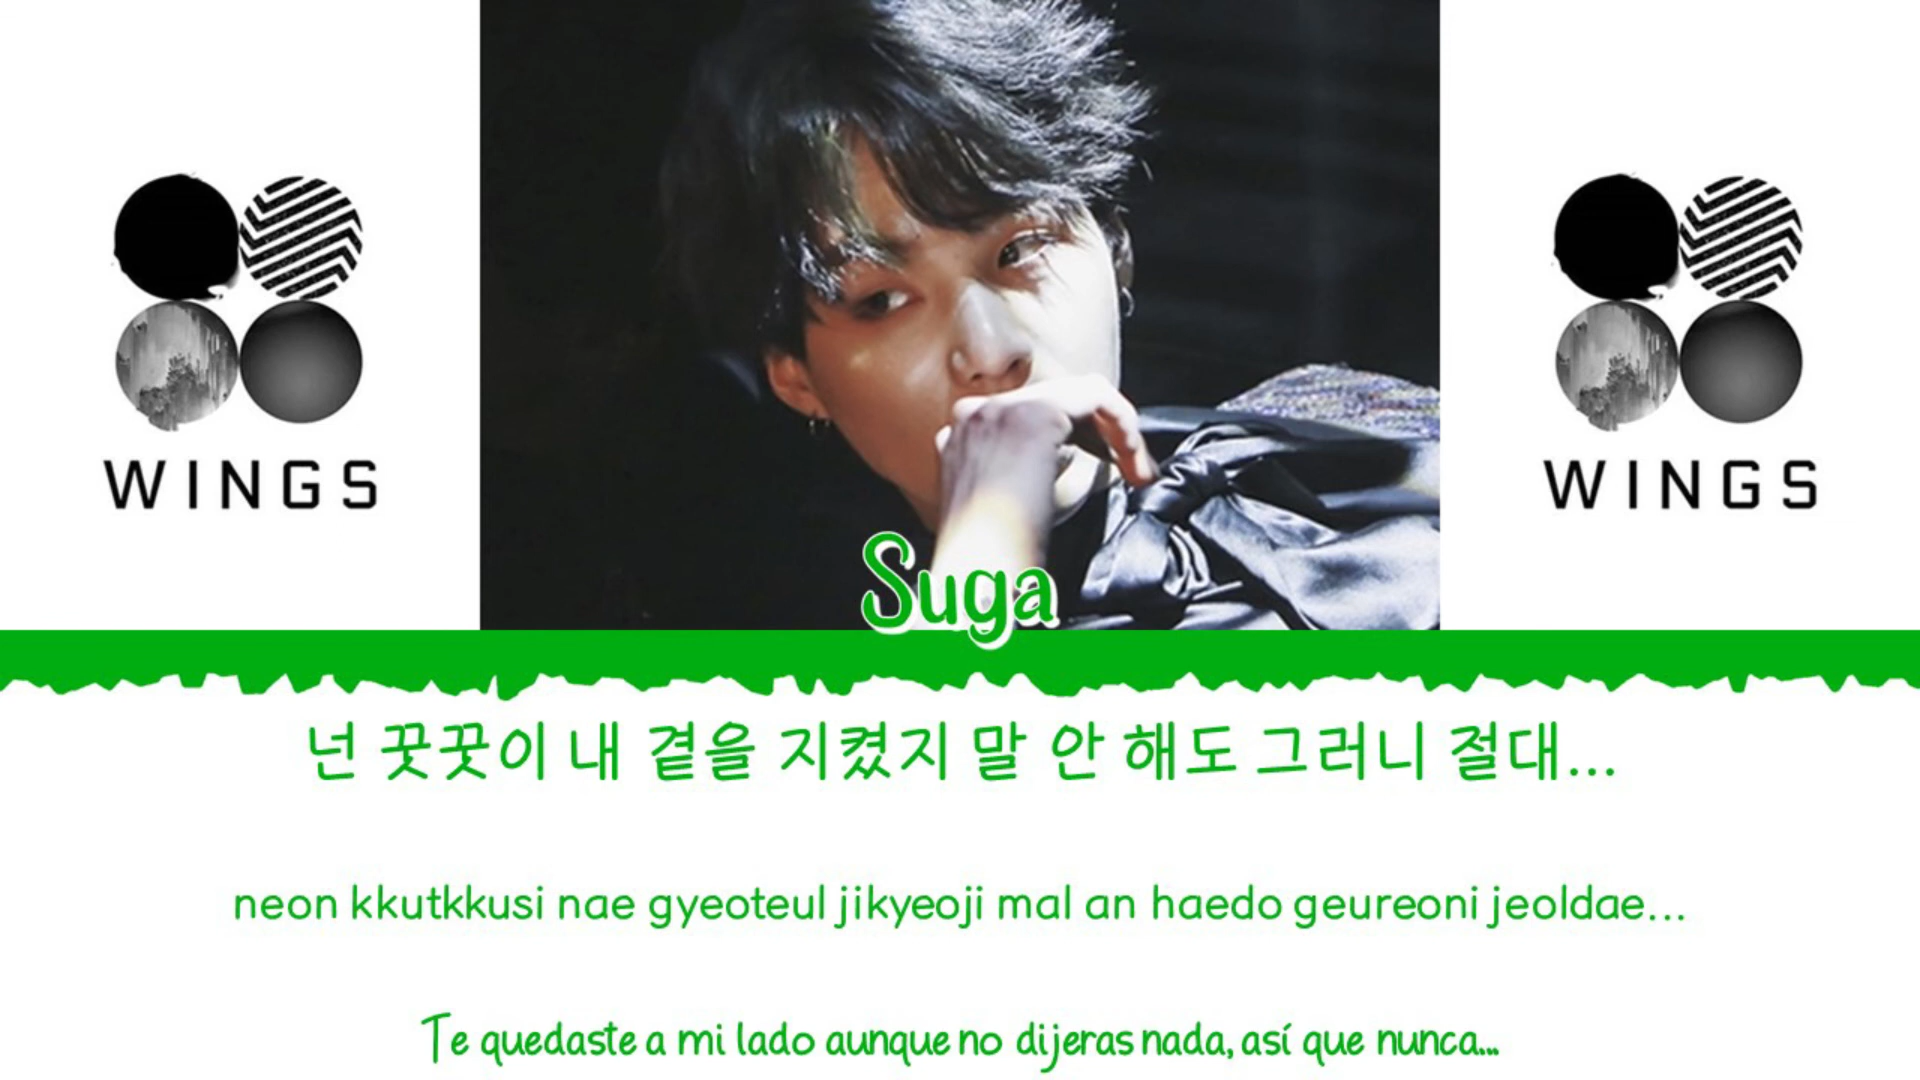 WINGS
WINGS
Suga
넌 꿋꿋이 내 곁을 지켰지 말 안 해도 그러니 절대...
neon kkutkkusi nae gyeoteul jikyeoji mal an haedo geureoni jeoldae...
Te quedaste a mi lado aunque no dijeras nada, así que nunca...